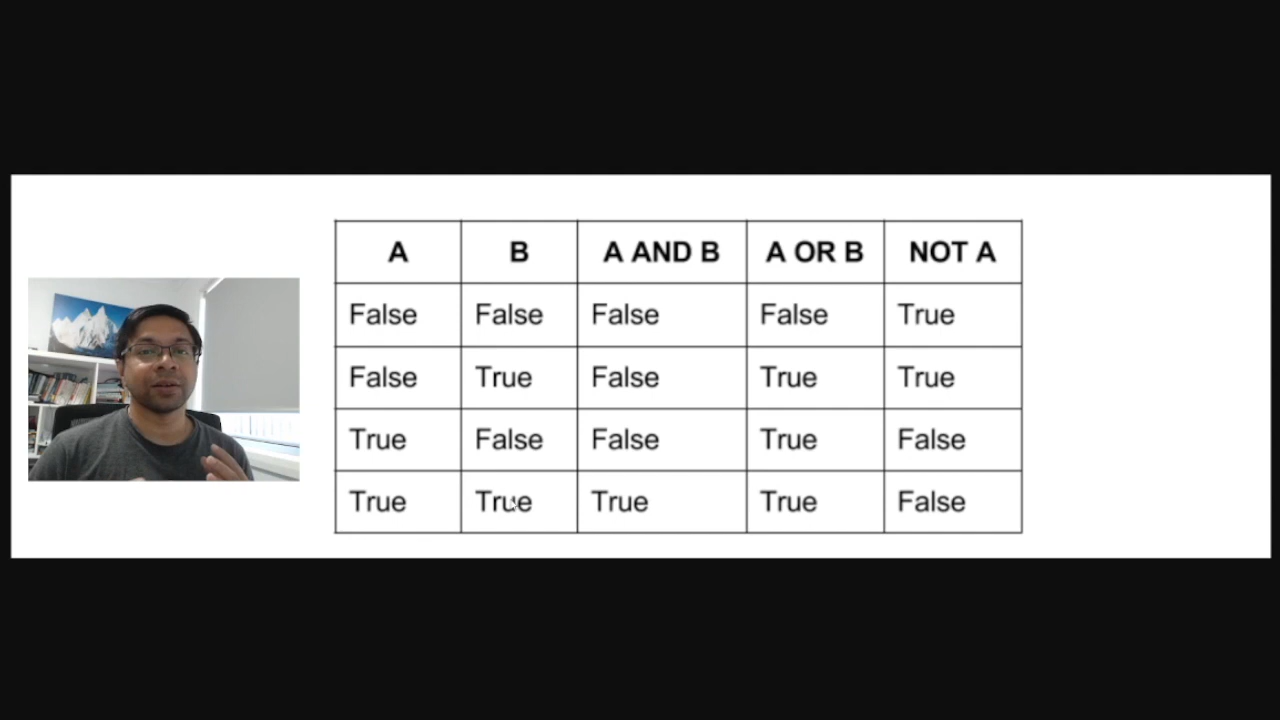 A B A AND B A OR B NOT A
False False False False True
False True False True True
True False False True False
True True True True False